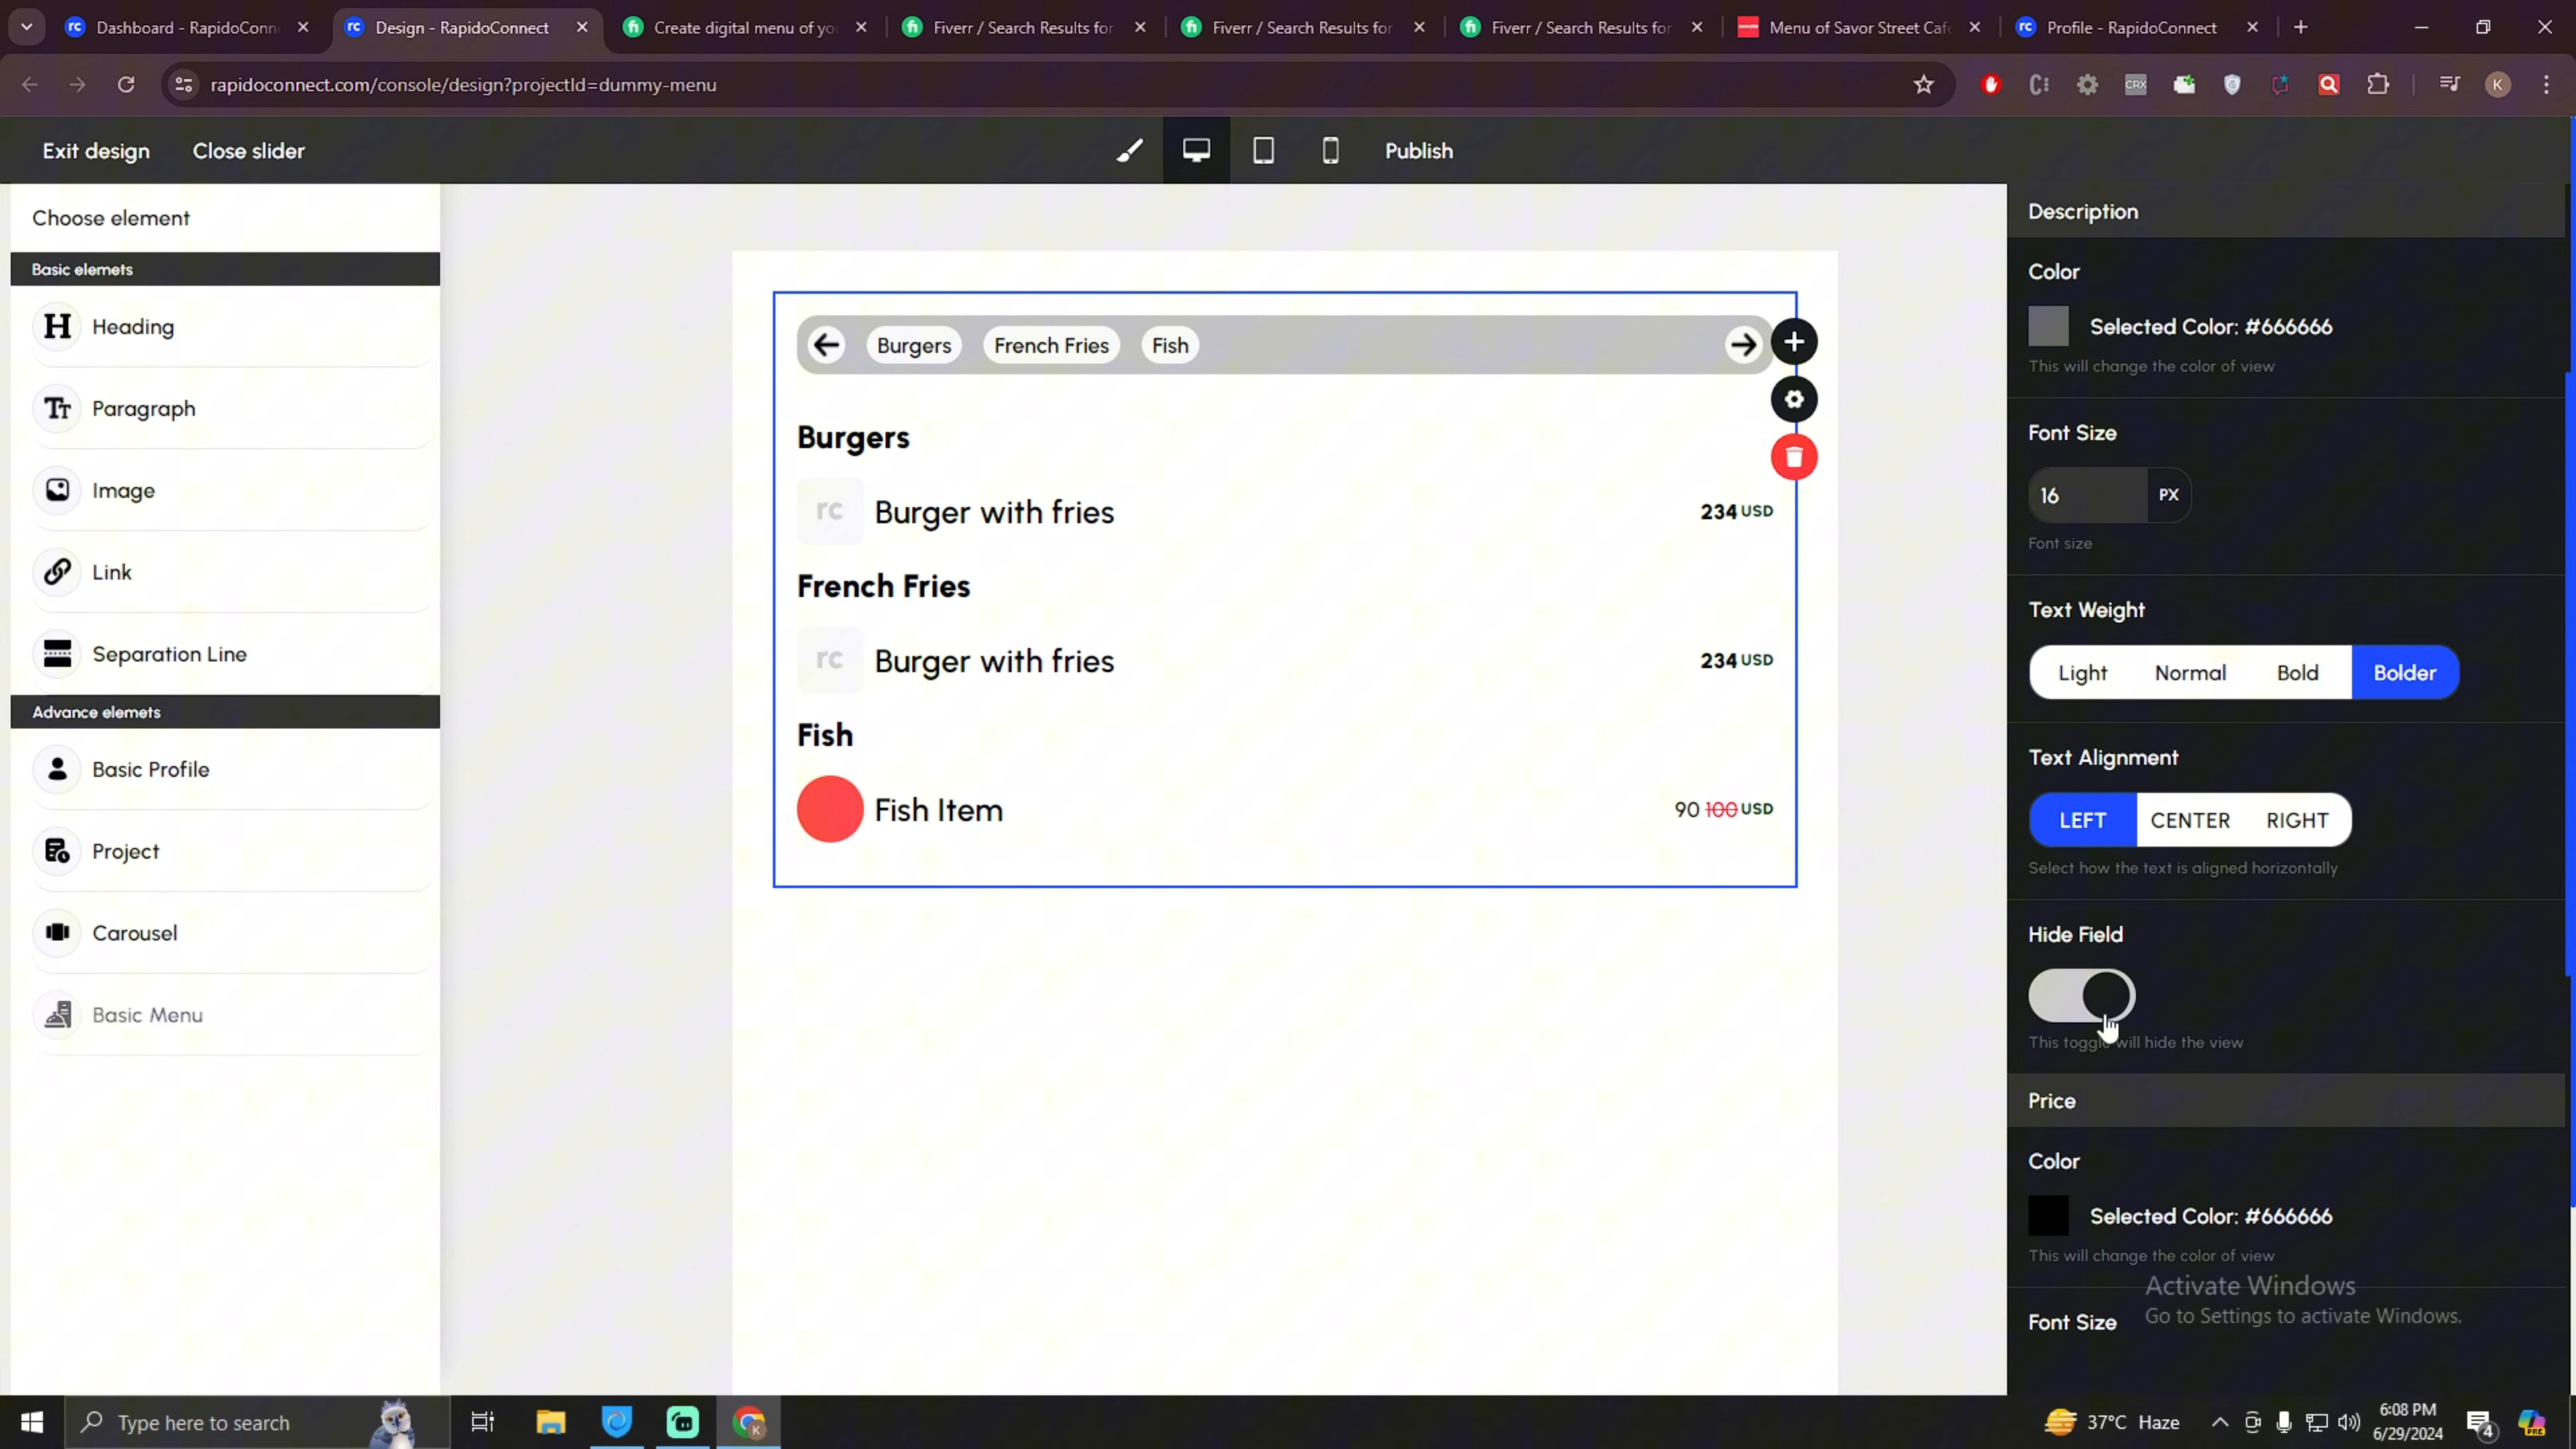 Dashboard - RapidoConn
Design - RapidoConnect
Create digital menu of yo
Fiverr / Search Results for
Fiverr / Search Results for
Fiverr / Search Results for
Menu of Savor Street Cafe
Profile - RapidoConnect
rapidoconnect.com/console/design?projectId=dummy-menu
CRX
K
Exit design
Close slider
Publish
Choose element
Basic elemets
Heading
Paragraph
Image
Link
Separation Line
Advance elemets
Basic Profile
Project
Carousel
Basic Menu
Burgers
French Fries
Fish
Burgers
rc
Burger with fries
234 USD
French Fries
rc
Burger with fries
234 USD
Fish
Fish Item
90 100 USD
Description
Color
Selected Color: #666666
This will change the color of view
Font Size
16
PX
Font size
Text Weight
Light
Normal
Bold
Bolder
Text Alignment
LEFT
CENTER
RIGHT
Select how the text is aligned horizontally
Hide Field
This toggle will hide the view
Price
Color
Selected Color: #666666
This will change the color of view
Activate Windows
Go to Settings to activate Windows.
Font Size
Type here to search
37°C Haze
6:08 PM
6/29/2024
4
PRE